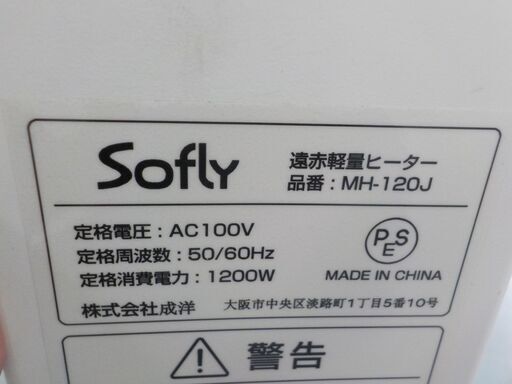 Sofly
遠赤軽量ヒーター
品番：MH-120J
定格電圧：AC100V
定格周波数：50/60Hz
定格消費電力：1200W
PSE
MADE IN CHINA
株式会社成洋 大阪市中央区淡路町1丁目5番10号
警告